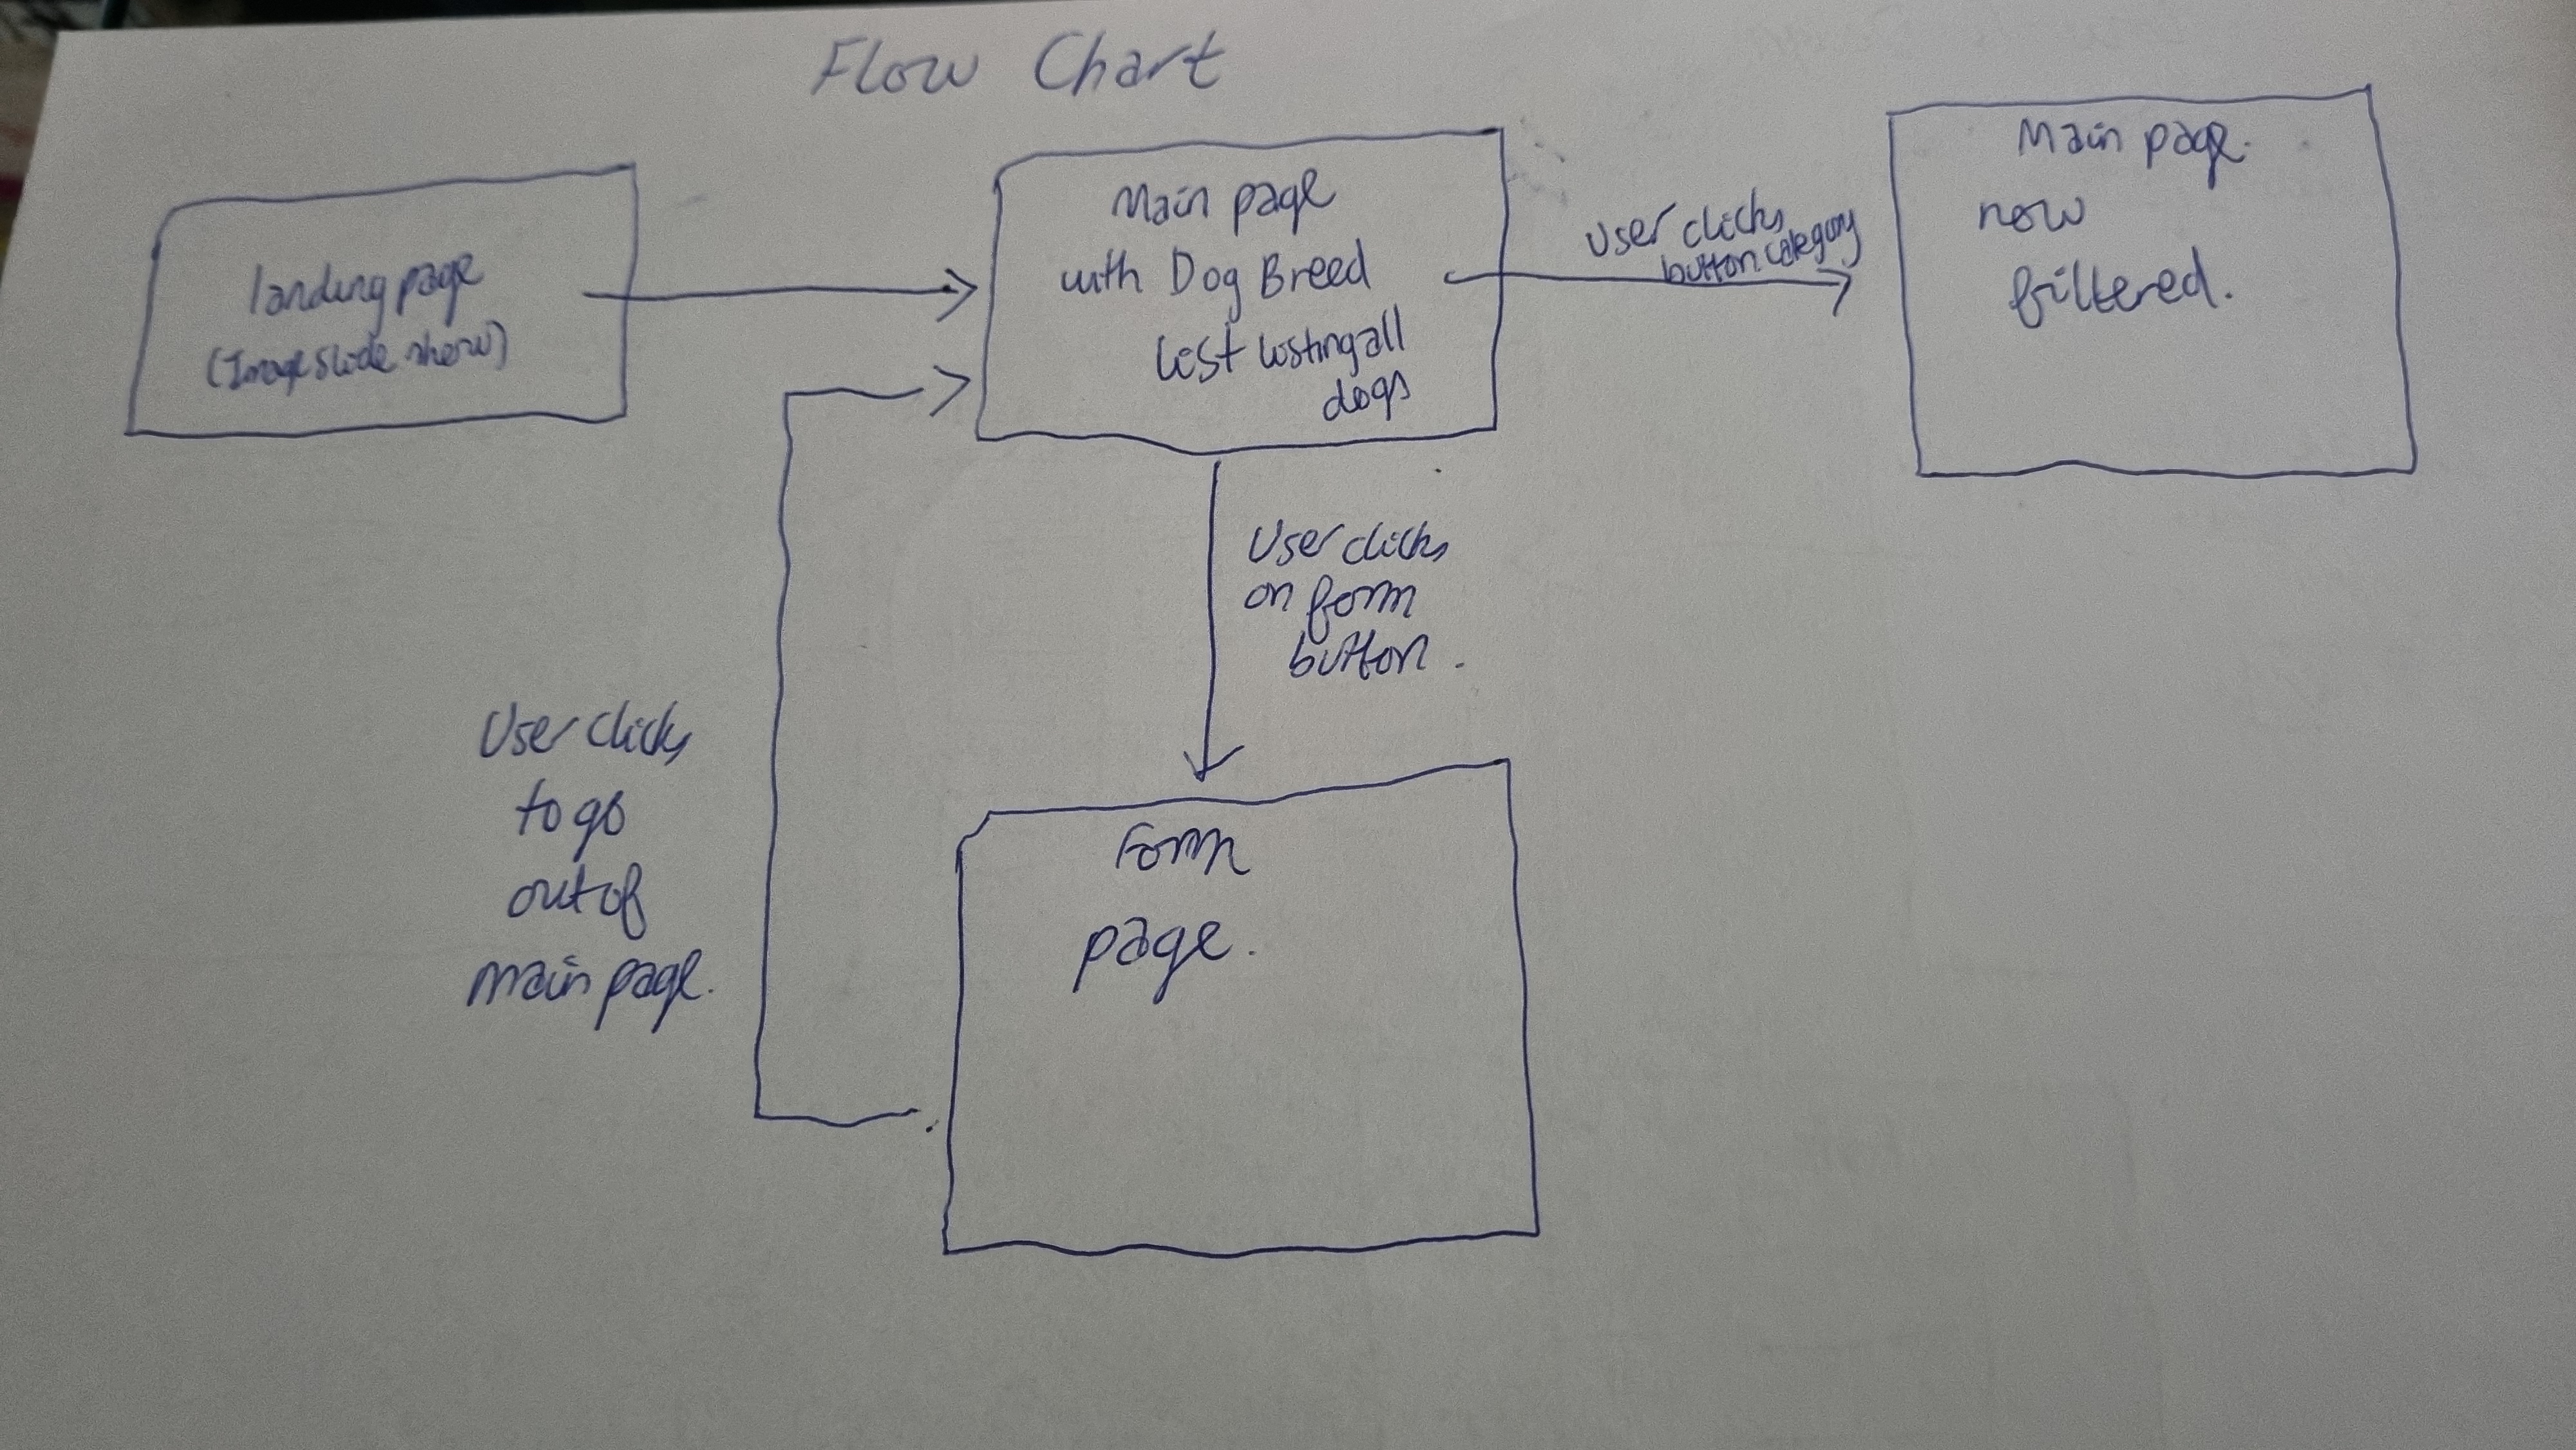 Flow Chart
landing page
(Image slide show)
Main page
with Dog Breed
list listing all
dogs
User clicks
button category
Main page.
now
filtered.
User clicks
on form
button.
User clicks
to go
out of
main page.
Form
page.